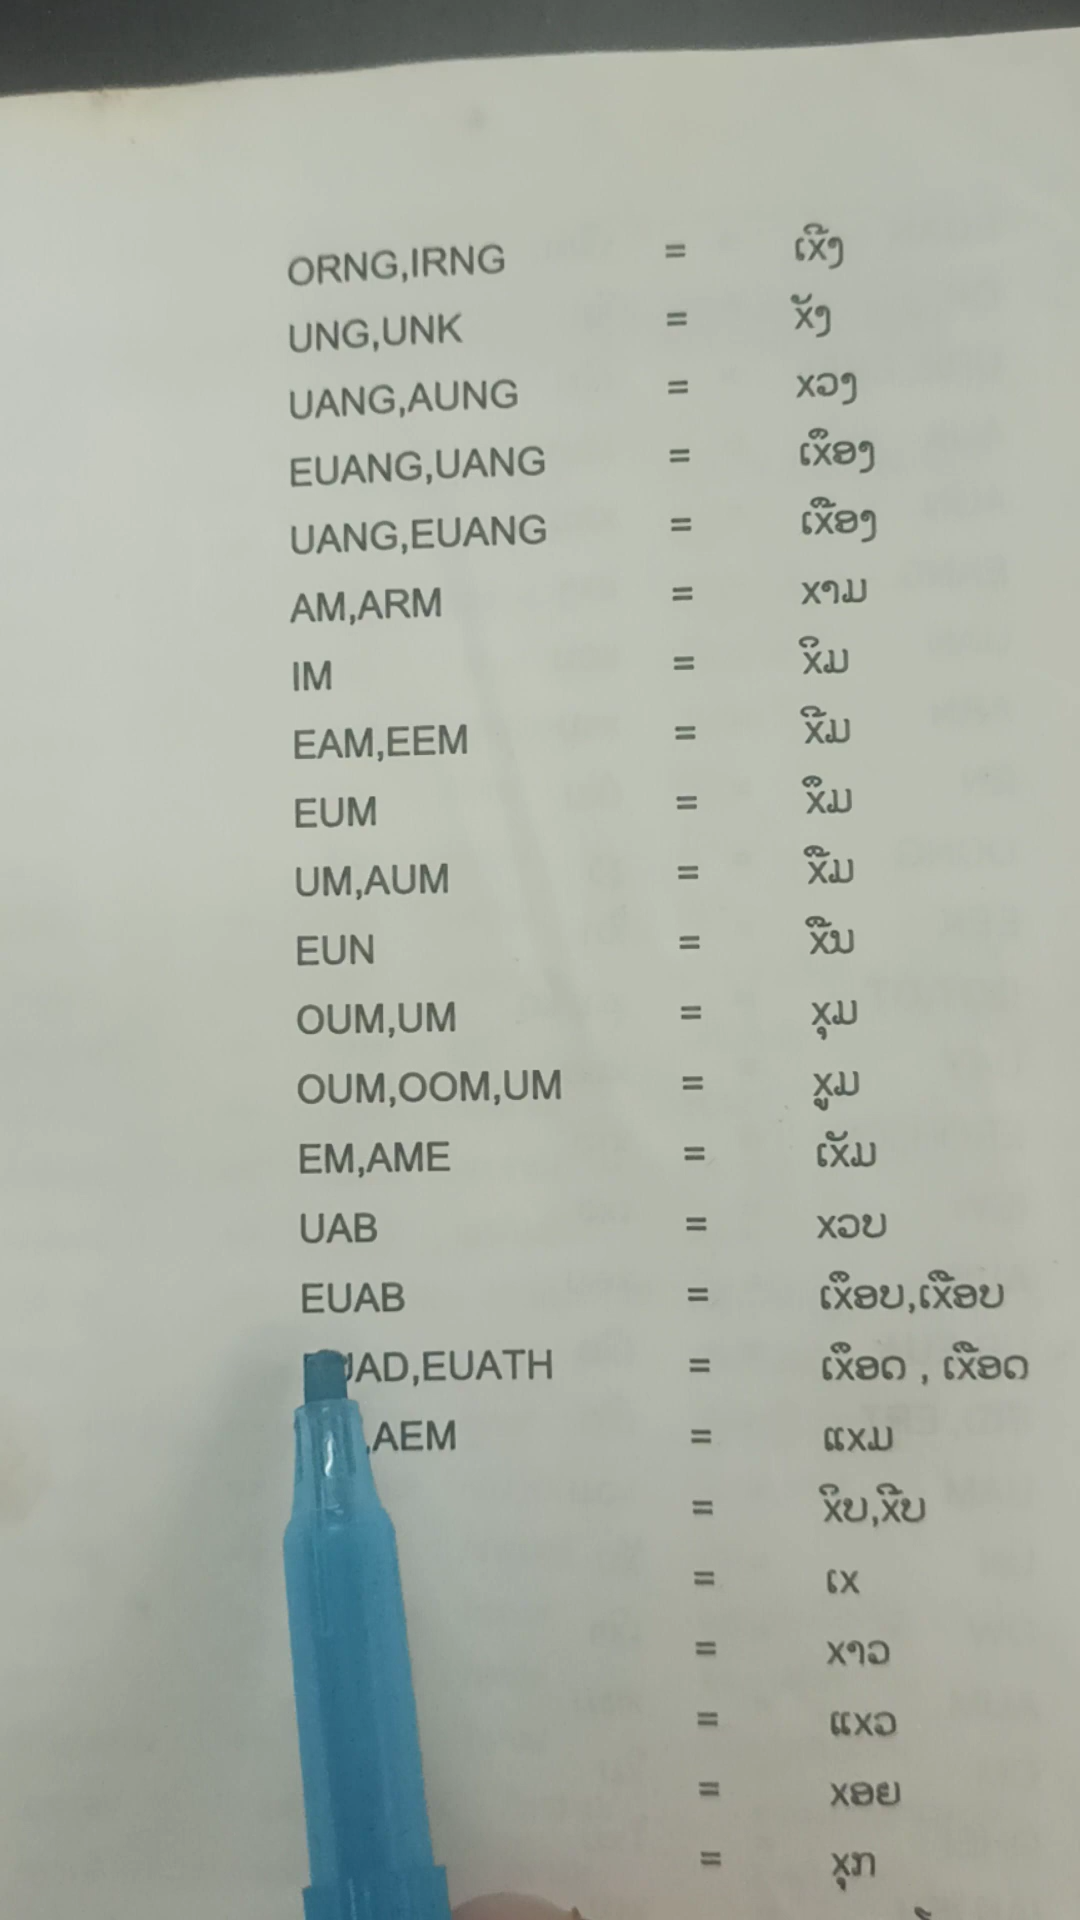 ORNG,IRNG = ເxີງ
UNG,UNK = xັງ
UANG,AUNG = xວງ
EUANG,UANG = ເxຶອງ
UANG,EUANG = ເxືອງ
AM,ARM = xາມ
IM = xິມ
EAM,EEM = xີມ
EUM = xຶມ
UM,AUM = xືມ
EUN = xືນ
OUM,UM = xຸມ
OUM,OOM,UM = xູມ
EM,AME = ເxັມ
UAB = xວບ
EUAB = ເxຶອບ,ເxືອບ
UAD,EUATH = ເxຶອດ , ເxືອດ
,AEM = ແxມ
= xິບ,xີບ
= ເx
= xາວ
= ແxວ
= xອຍ
= xຸກ